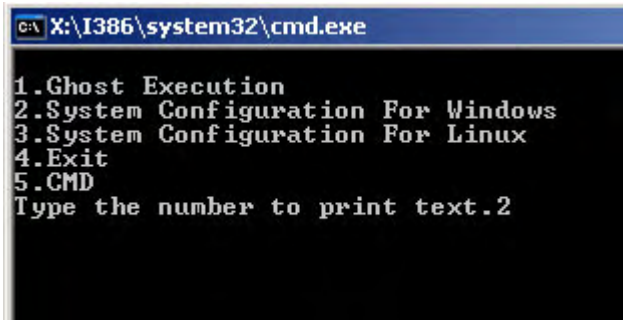 X:\I386\system32\cmd.exe
1.Ghost Execution
2.System Configuration For Windows
3.System Configuration For Linux
4.Exit
5.CMD
Type the number to print text.2